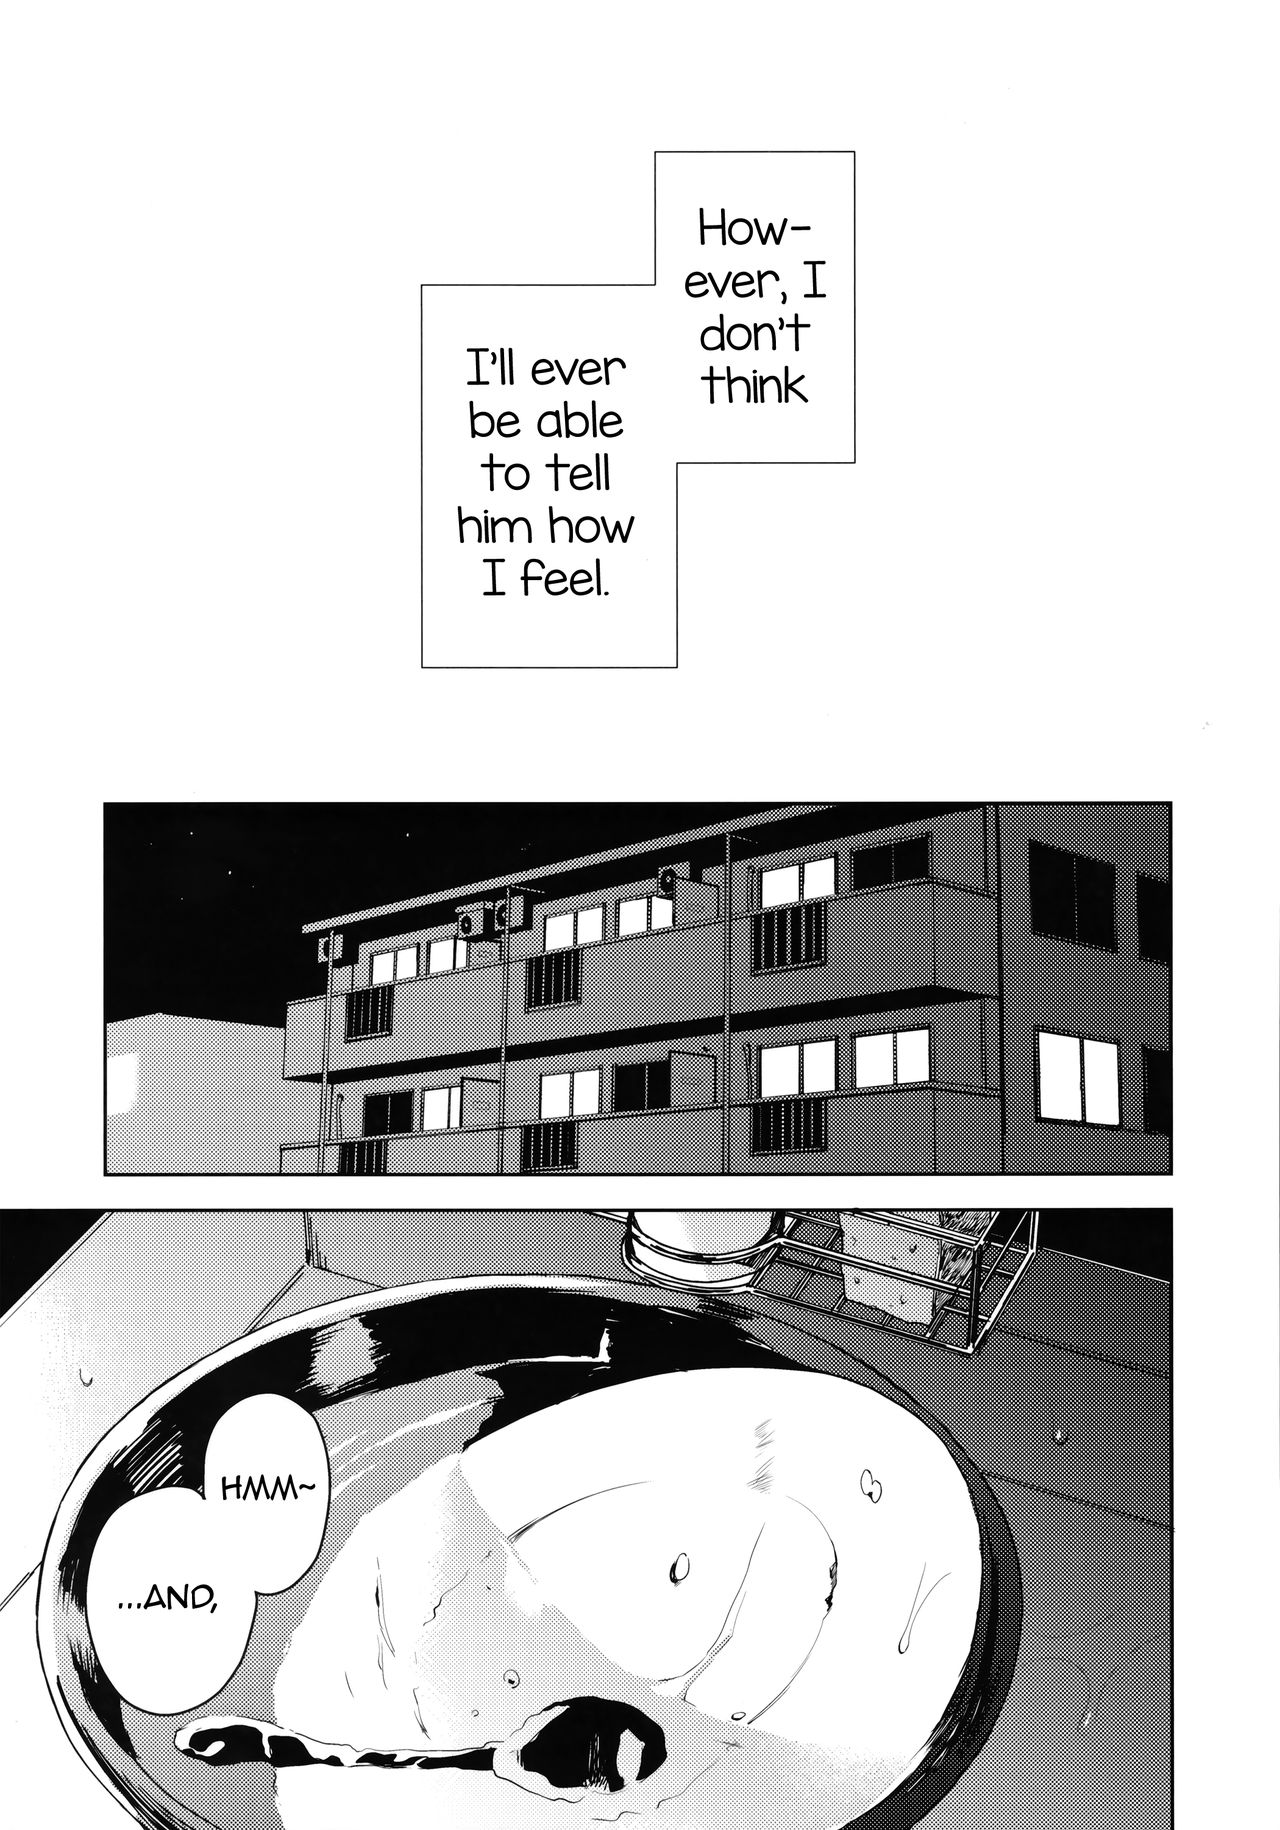 How-
ever, I
don't
think
I'll ever
be able
to tell
him how
I feel.
HMM~
...AND,